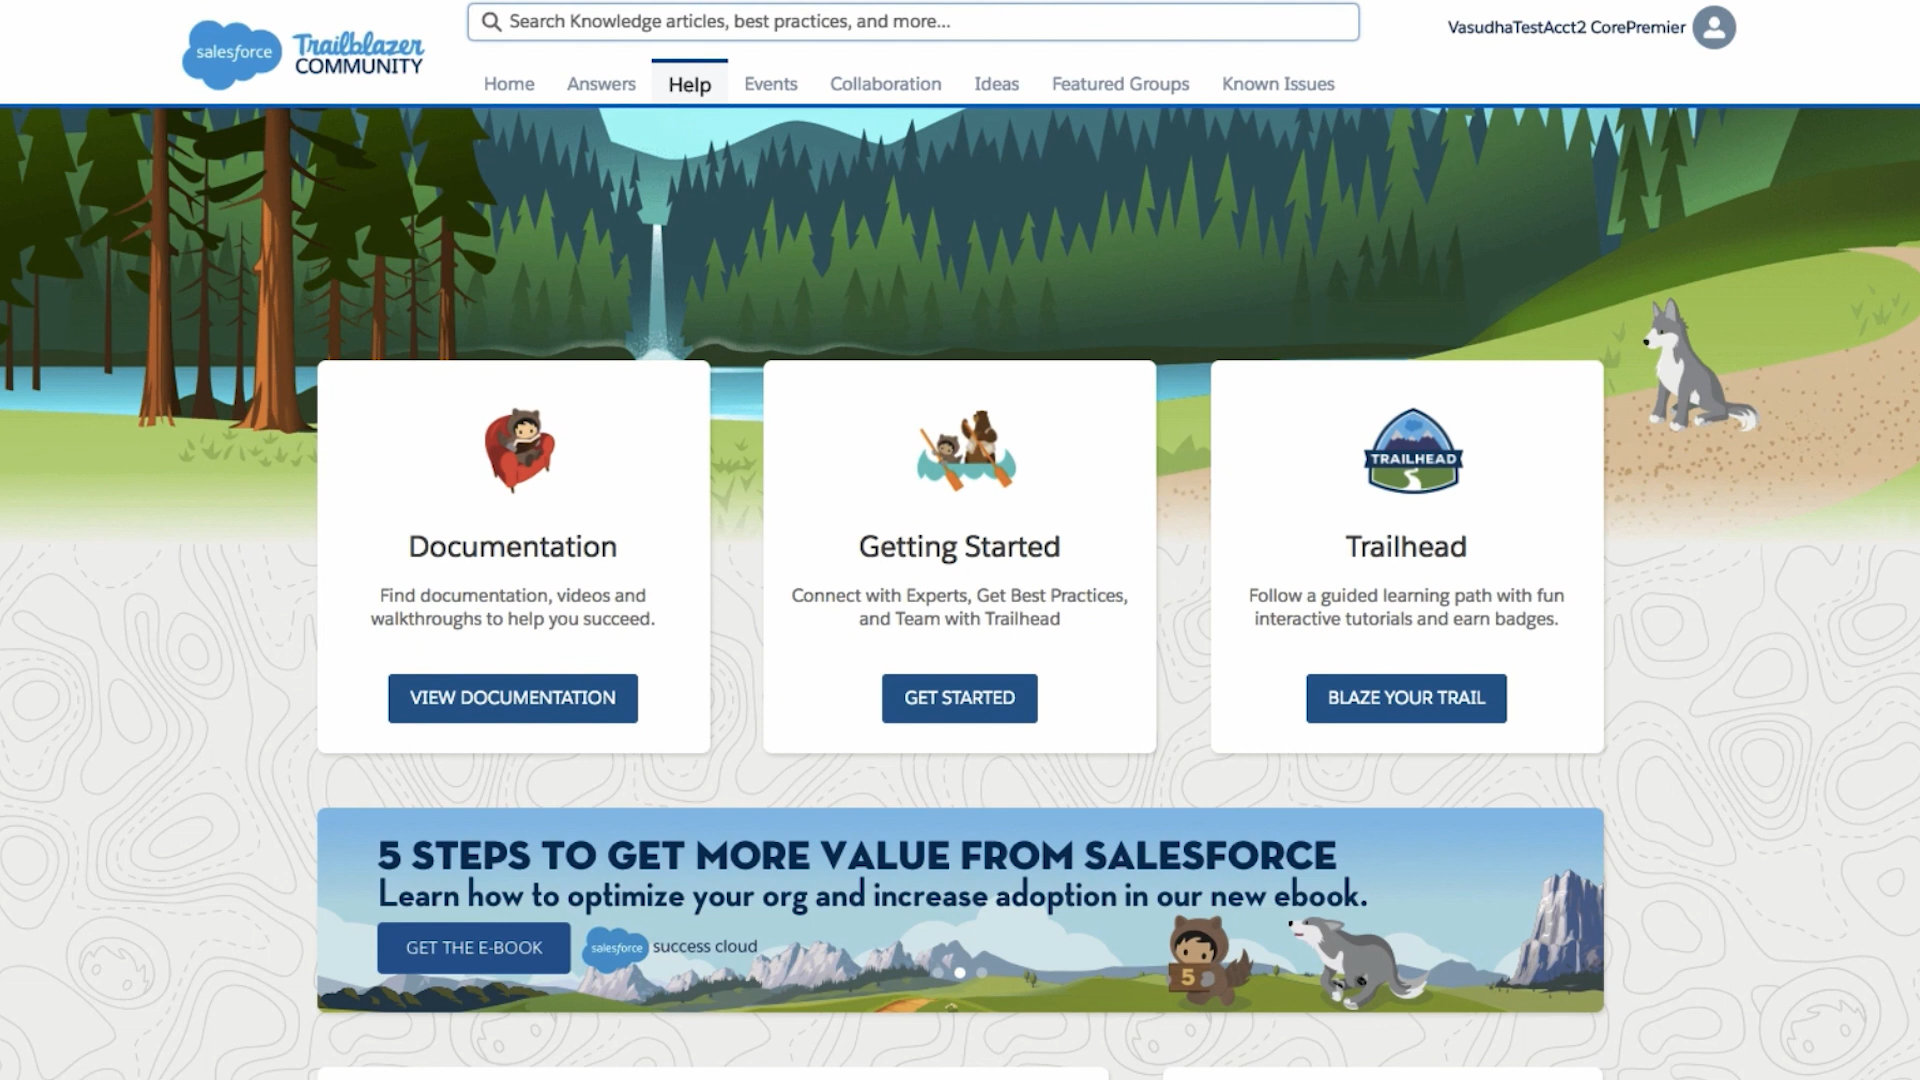 Search Knowledge articles, best practices, and more...
VasudhaTestAcct2 CorePremier
salesforce
Trailblazer
COMMUNITY
Home Answers Help Events Collaboration Ideas Featured Groups Known Issues
TRAILHEAD
Documentation
Find documentation, videos and
walkthroughs to help you succeed.
VIEW DOCUMENTATION
Getting Started
Connect with Experts, Get Best Practices,
and Team with Trailhead
GET STARTED
Trailhead
Follow a guided learning path with fun
interactive tutorials and earn badges.
BLAZE YOUR TRAIL
5 STEPS TO GET MORE VALUE FROM SALESFORCE
Learn how to optimize your org and increase adoption in our new ebook.
GET THE E-BOOK
salesforce success cloud
5